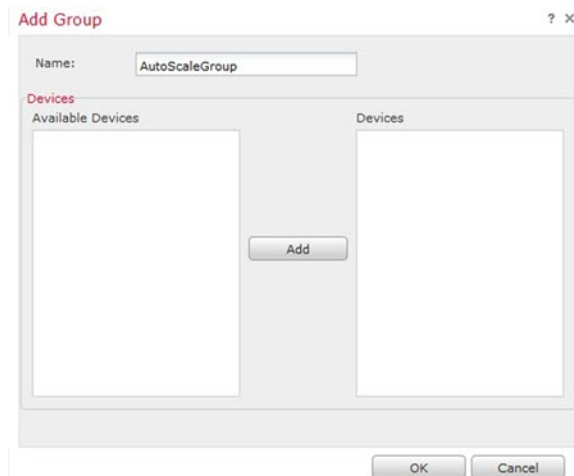 Add Group
? ×
Name: AutoScaleGroup
Devices
Available Devices Devices
Add
OK Cancel